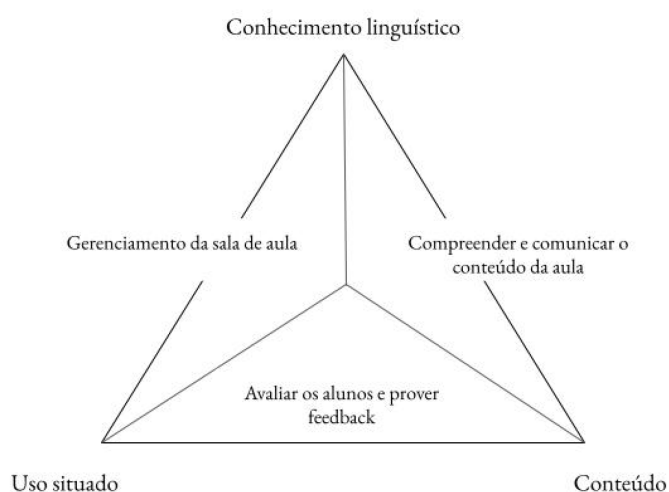 Conhecimento linguístico
Gerenciamento da sala de aula
Compreender e comunicar o
conteúdo da aula
Avaliar os alunos e prover
feedback
Uso situado
Conteúdo